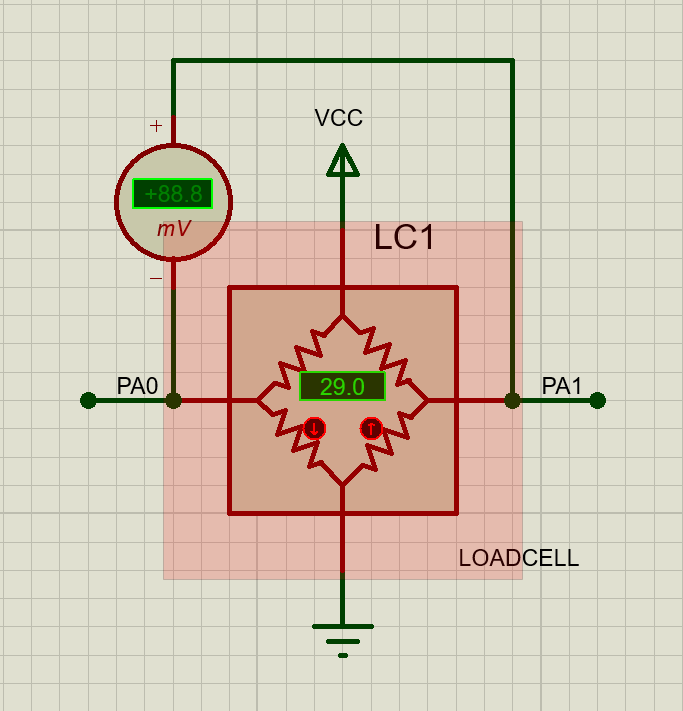 VCC
+
+88.8
mV
LC1
−
PA0
29.0
PA1
LOADCELL